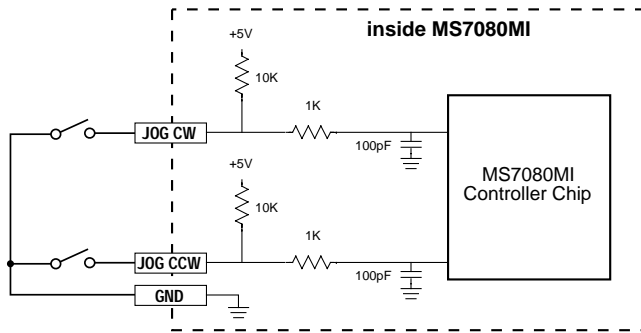 inside MS7080MI
+5V
10K
1K
JOG CW
100pF
MS7080MI
Controller Chip
+5V
10K
1K
JOG CCW
100pF
GND